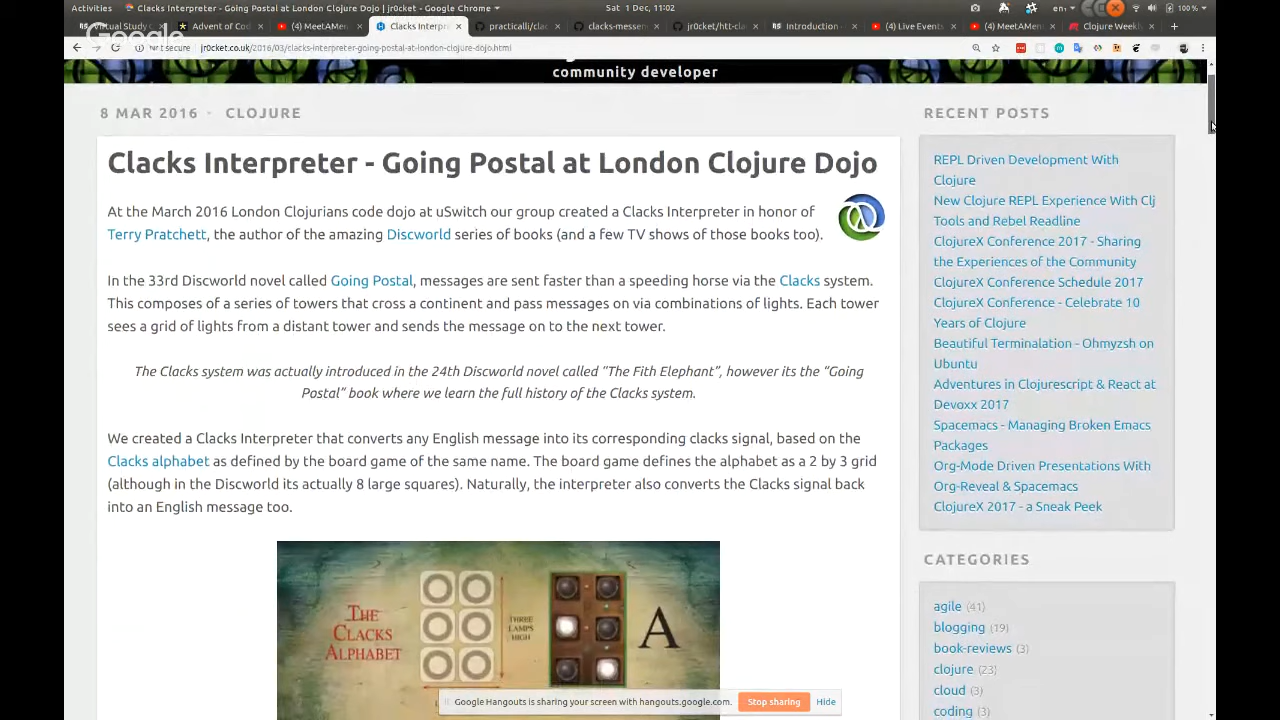 Activities
Clacks Interpreter - Going Postal at London Clojure Dojo | jr0cket - Google Chrome
Sat 1 Dec, 11:02
en
100 %
Google
tual Study C
Advent of Cod
(4) MeetAMen
Clacks Interp
practicalli/clac
clacks-messen
jr0cket/htt-cla
Introduction -
(4) Live Events
(4) MeetAMen
Clojure Weekl
t secure
jr0cket.co.uk/2016/03/clacks-interpreter-going-postal-at-london-clojure-dojo.html
community developer
8 MAR 2016 - CLOJURE
Clacks Interpreter - Going Postal at London Clojure Dojo
At the March 2016 London Clojurians code dojo at uSwitch our group created a Clacks Interpreter in honor of
Terry Pratchett, the author of the amazing Discworld series of books (and a few TV shows of those books too).
In the 33rd Discworld novel called Going Postal, messages are sent faster than a speeding horse via the Clacks system.
This composes of a series of towers that cross a continent and pass messages on via combinations of lights. Each tower
sees a grid of lights from a distant tower and sends the message on to the next tower.
The Clacks system was actually introduced in the 24th Discworld novel called "The Fith Elephant", however its the "Going
Postal" book where we learn the full history of the Clacks system.
We created a Clacks Interpreter that converts any English message into its corresponding clacks signal, based on the
Clacks alphabet as defined by the board game of the same name. The board game defines the alphabet as a 2 by 3 grid
(although in the Discworld its actually 8 large squares). Naturally, the interpreter also converts the Clacks signal back
into an English message too.
THE
CLACKS
ALPHABET
THREE
LAMPS
HIGH
A
RECENT POSTS
REPL Driven Development With
Clojure
New Clojure REPL Experience With Clj
Tools and Rebel Readline
ClojureX Conference 2017 - Sharing
the Experiences of the Community
ClojureX Conference Schedule 2017
ClojureX Conference - Celebrate 10
Years of Clojure
Beautiful Terminalation - Ohmyzsh on
Ubuntu
Adventures in Clojurescript & React at
Devoxx 2017
Spacemacs - Managing Broken Emacs
Packages
Org-Mode Driven Presentations With
Org-Reveal & Spacemacs
ClojureX 2017 - a Sneak Peek
CATEGORIES
agile (41)
blogging (19)
book-reviews (3)
clojure (23)
cloud (3)
coding (3)
Google Hangouts is sharing your screen with hangouts.google.com.
Stop sharing
Hide